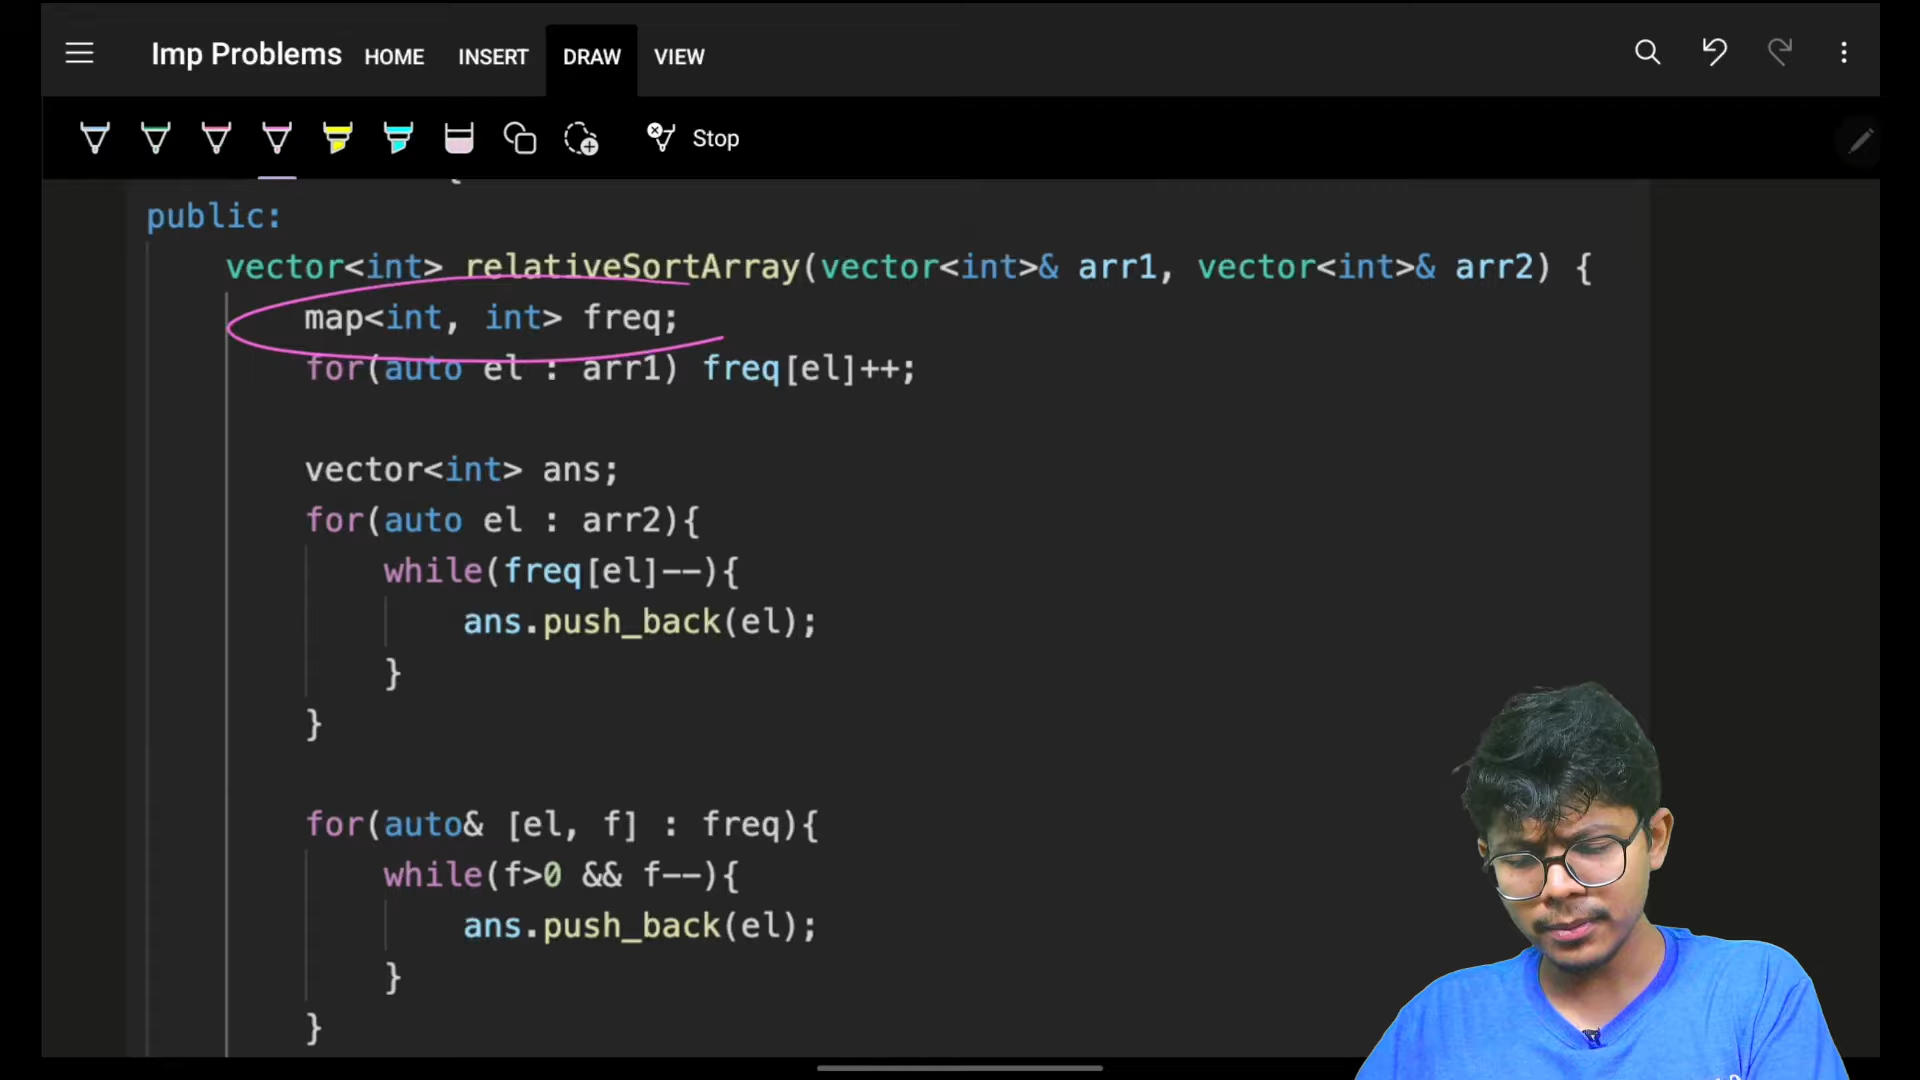 Imp Problems HOME INSERT DRAW VIEW
Stop
public:
vector<int> relativeSortArray(vector<int>& arr1, vector<int>& arr2) {
map<int, int> freq;
for(auto el : arr1) freq[el]++;
vector<int> ans;
for(auto el : arr2){
while(freq[el]--){
ans.push_back(el);
}
}
for(auto& [el, f] : freq){
while(f>0 && f--){
ans.push_back(el);
}
}